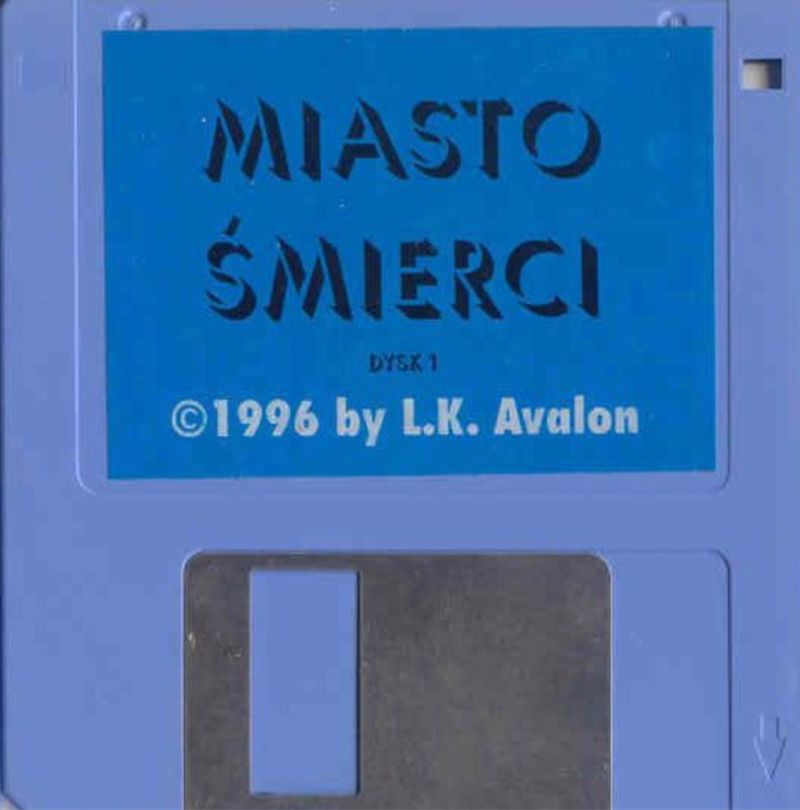 MIASTO
ŚMIERCI
DYSK 1
©1996 by L.K. Avalon